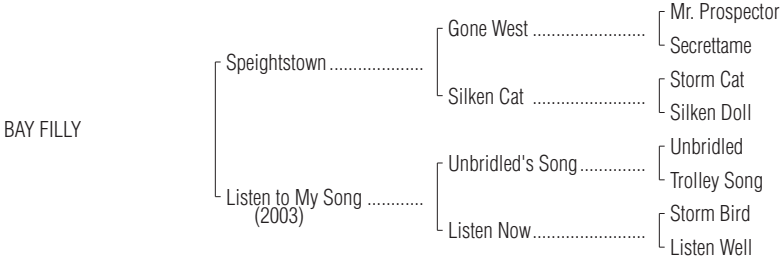 Mr. Prospector
Gone West ........................
Secrettame
Speightstown ....................
Storm Cat
Silken Cat ........................
Silken Doll
BAY FILLY
Unbridled
Unbridled's Song..............
Trolley Song
Listen to My Song ............
(2003)
Storm Bird
Listen Now........................
Listen Well